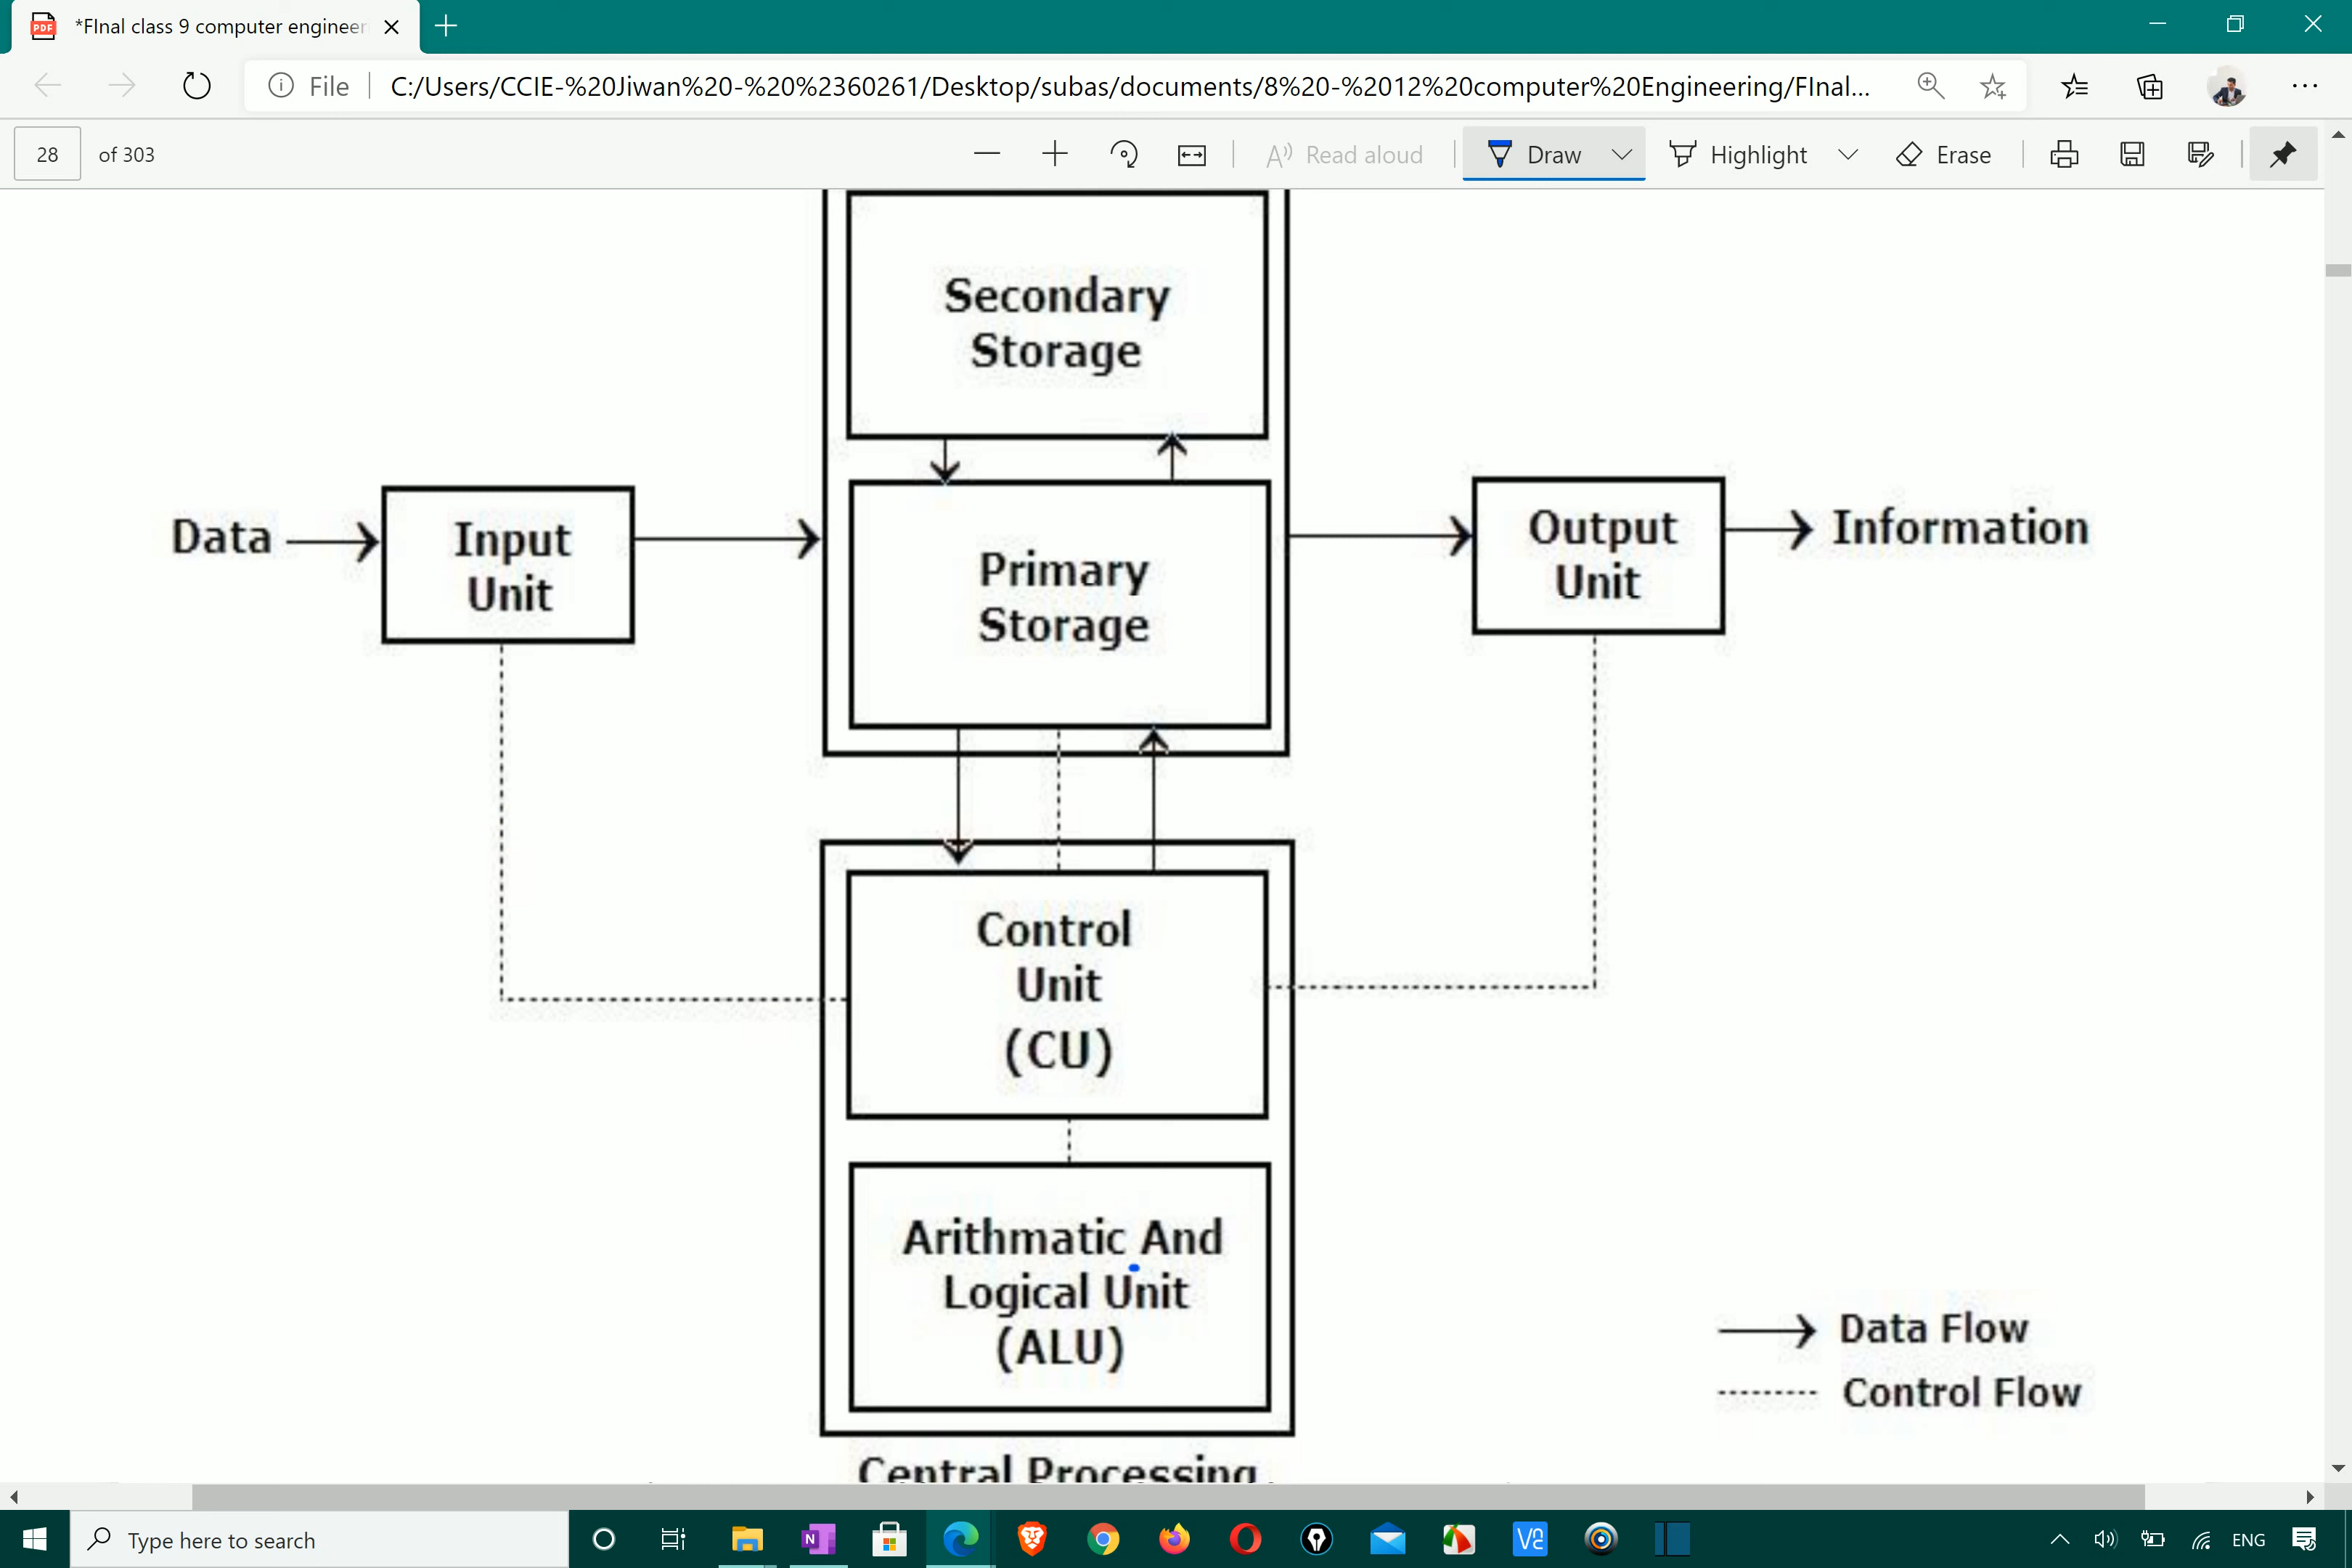 *FInal class 9 computer engineer
File
C:/Users/CCIE-%20Jiwan%20-%20%2360261/Desktop/subas/documents/8%20-%2012%20computer%20Engineering/FInal...
28 of 303
Read aloud
Draw
Highlight
Erase
Secondary
Storage
Data
Input
Unit
Primary
Storage
Output
Unit
Information
Control
Unit
(CU)
Arithmatic And
Logical Unit
(ALU)
Data Flow
Control Flow
Central Processing
Type here to search
ENG